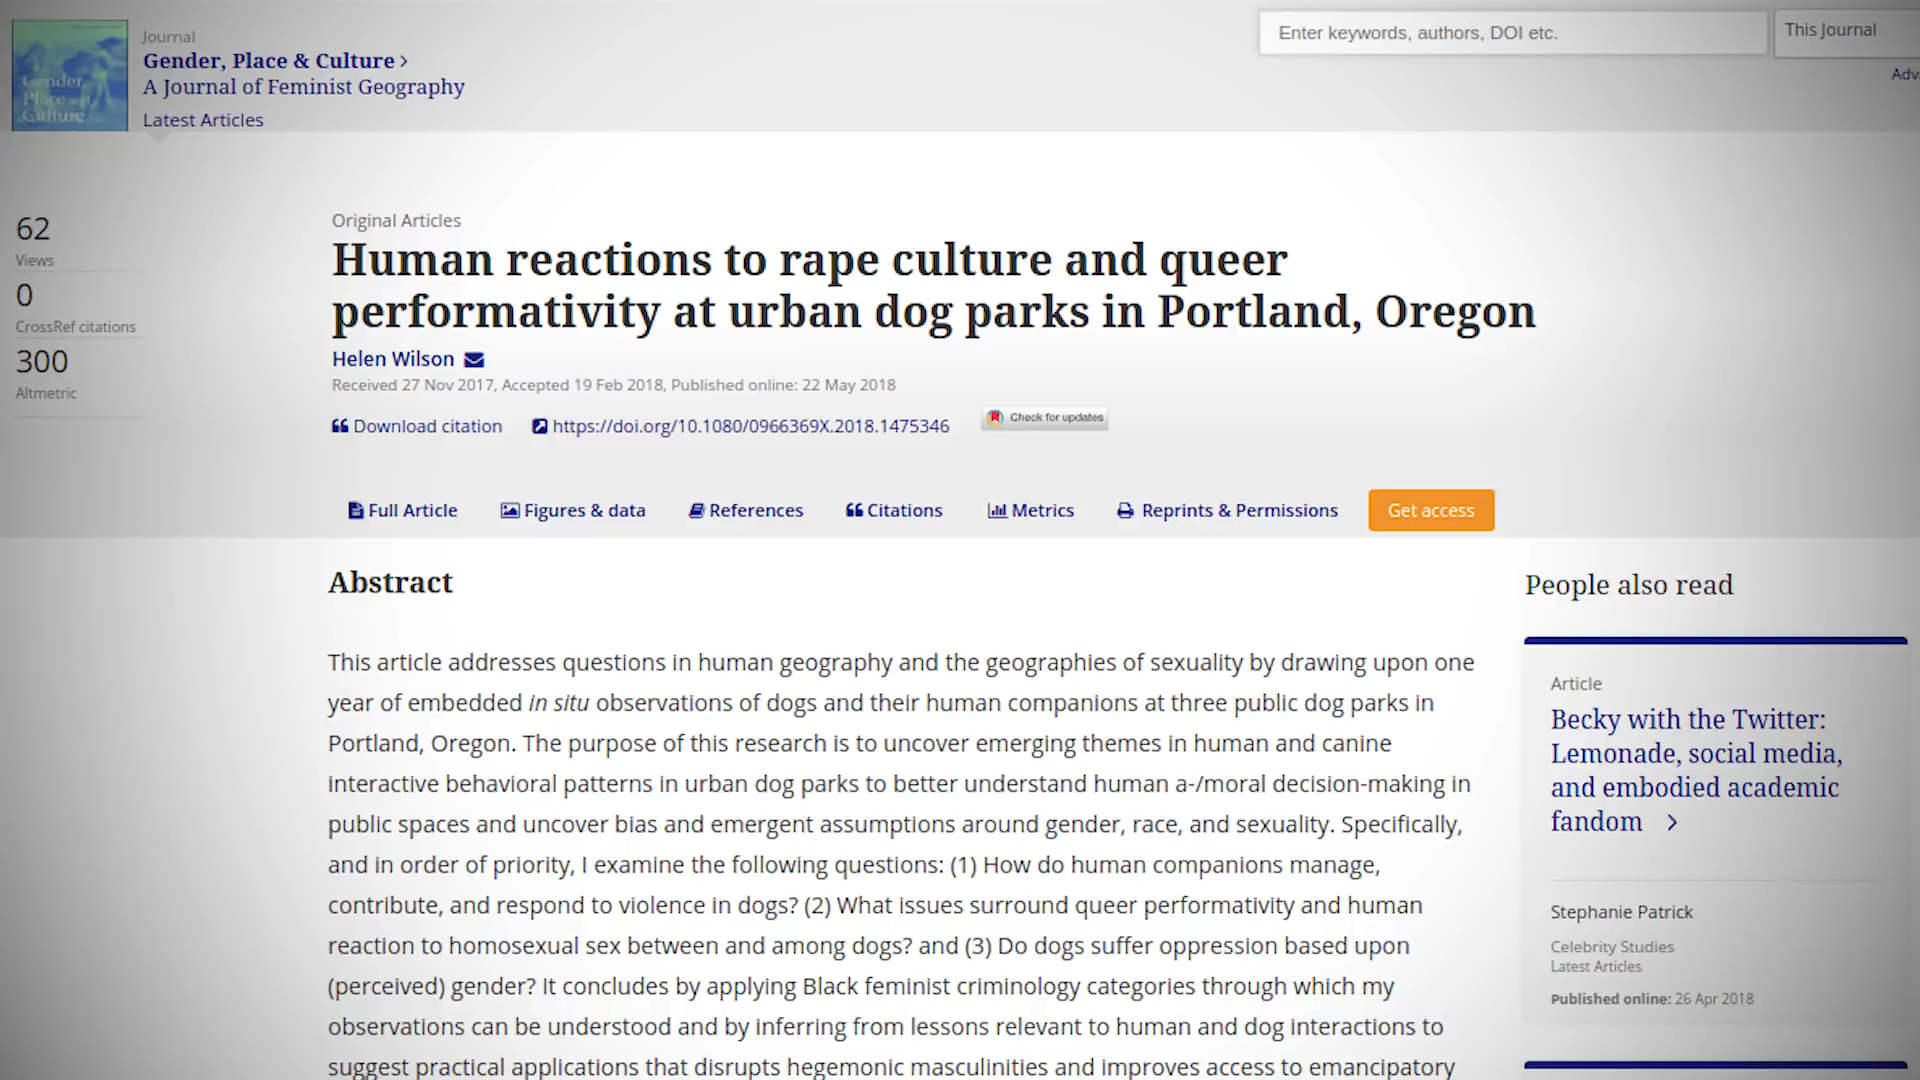 Gender,
Place and
Culture
Journal
Gender, Place & Culture >
A Journal of Feminist Geography
Latest Articles
Enter keywords, authors, DOI etc.
This Journal
Adv
62
Views
0
CrossRef citations
300
Altmetric
Original Articles
Human reactions to rape culture and queer
performativity at urban dog parks in Portland, Oregon
Helen Wilson
Received 27 Nov 2017, Accepted 19 Feb 2018, Published online: 22 May 2018
Download citation
https://doi.org/10.1080/0966369X.2018.1475346
Check for updates
Full Article
Figures & data
References
Citations
Metrics
Reprints & Permissions
Get access
Abstract
This article addresses questions in human geography and the geographies of sexuality by drawing upon one
year of embedded in situ observations of dogs and their human companions at three public dog parks in
Portland, Oregon. The purpose of this research is to uncover emerging themes in human and canine
interactive behavioral patterns in urban dog parks to better understand human a-/moral decision-making in
public spaces and uncover bias and emergent assumptions around gender, race, and sexuality. Specifically,
and in order of priority, I examine the following questions: (1) How do human companions manage,
contribute, and respond to violence in dogs? (2) What issues surround queer performativity and human
reaction to homosexual sex between and among dogs? and (3) Do dogs suffer oppression based upon
(perceived) gender? It concludes by applying Black feminist criminology categories through which my
observations can be understood and by inferring from lessons relevant to human and dog interactions to
suggest practical applications that disrupts hegemonic masculinities and improves access to emancipatory
People also read
Article
Becky with the Twitter:
Lemonade, social media,
and embodied academic
fandom >
Stephanie Patrick
Celebrity Studies
Latest Articles
Published online: 26 Apr 2018